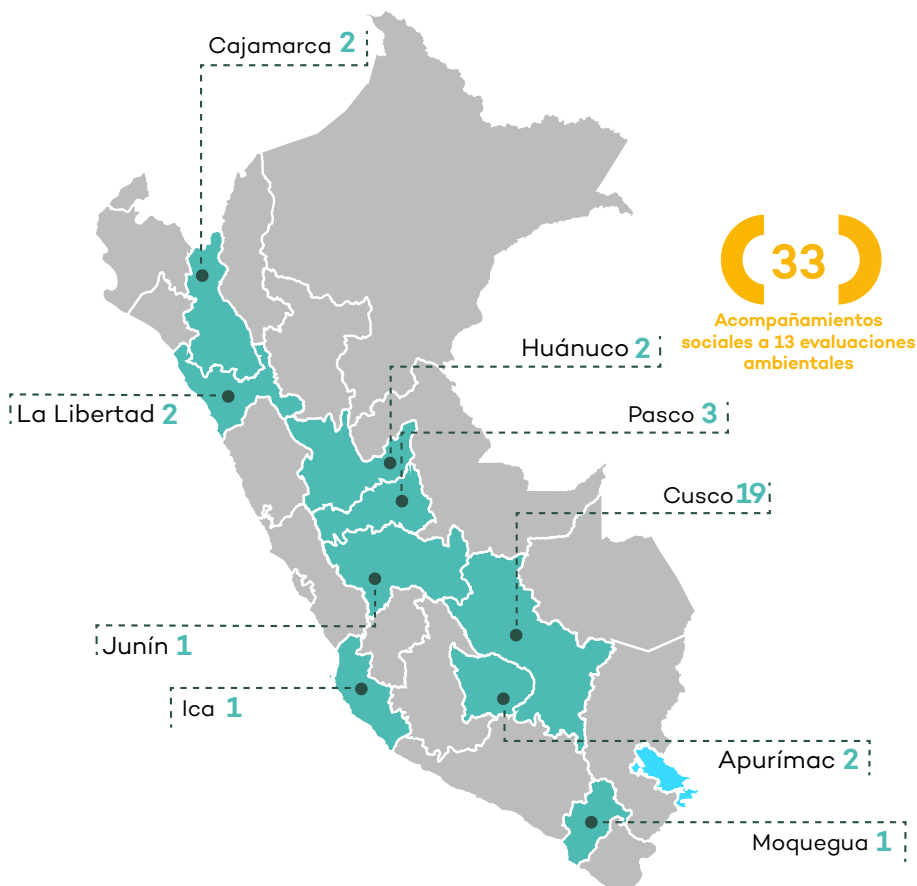 Cajamarca 2
33
Acompañamientos
sociales a 13 evaluaciones
ambientales
Huánuco 2
La Libertad 2
Pasco 3
Cusco 19
Junín 1
Ica 1
Apurímac 2
Moquegua 1